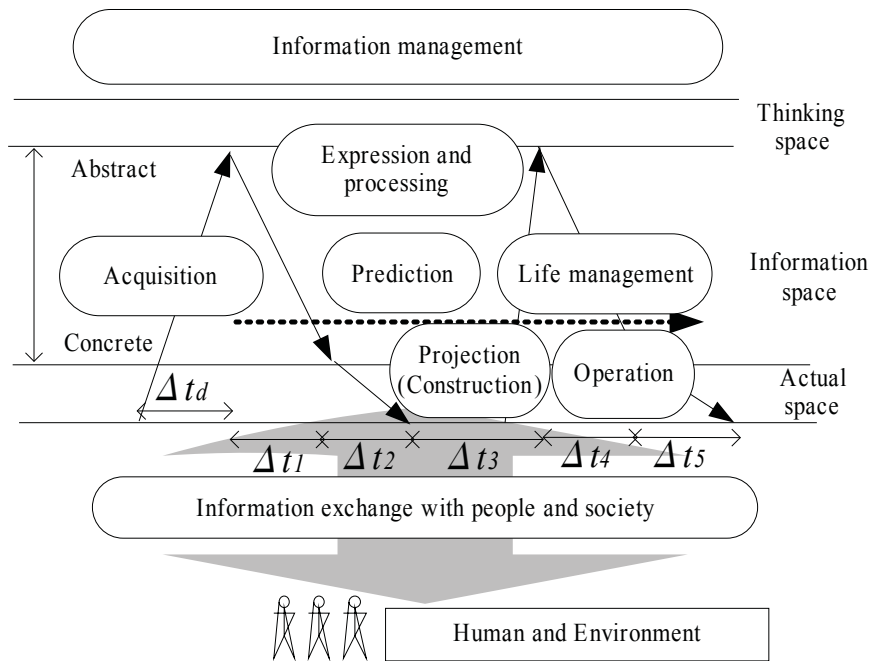 Information management
Thinking
space
Expression and
processing
Abstract
Acquisition
Prediction
Life management
Information
space
Concrete
Projection
(Construction)
Operation
Actual
space
Δtd
Δt1
Δt2
Δt3
Δt4
Δt5
Information exchange with people and society
Human and Environment